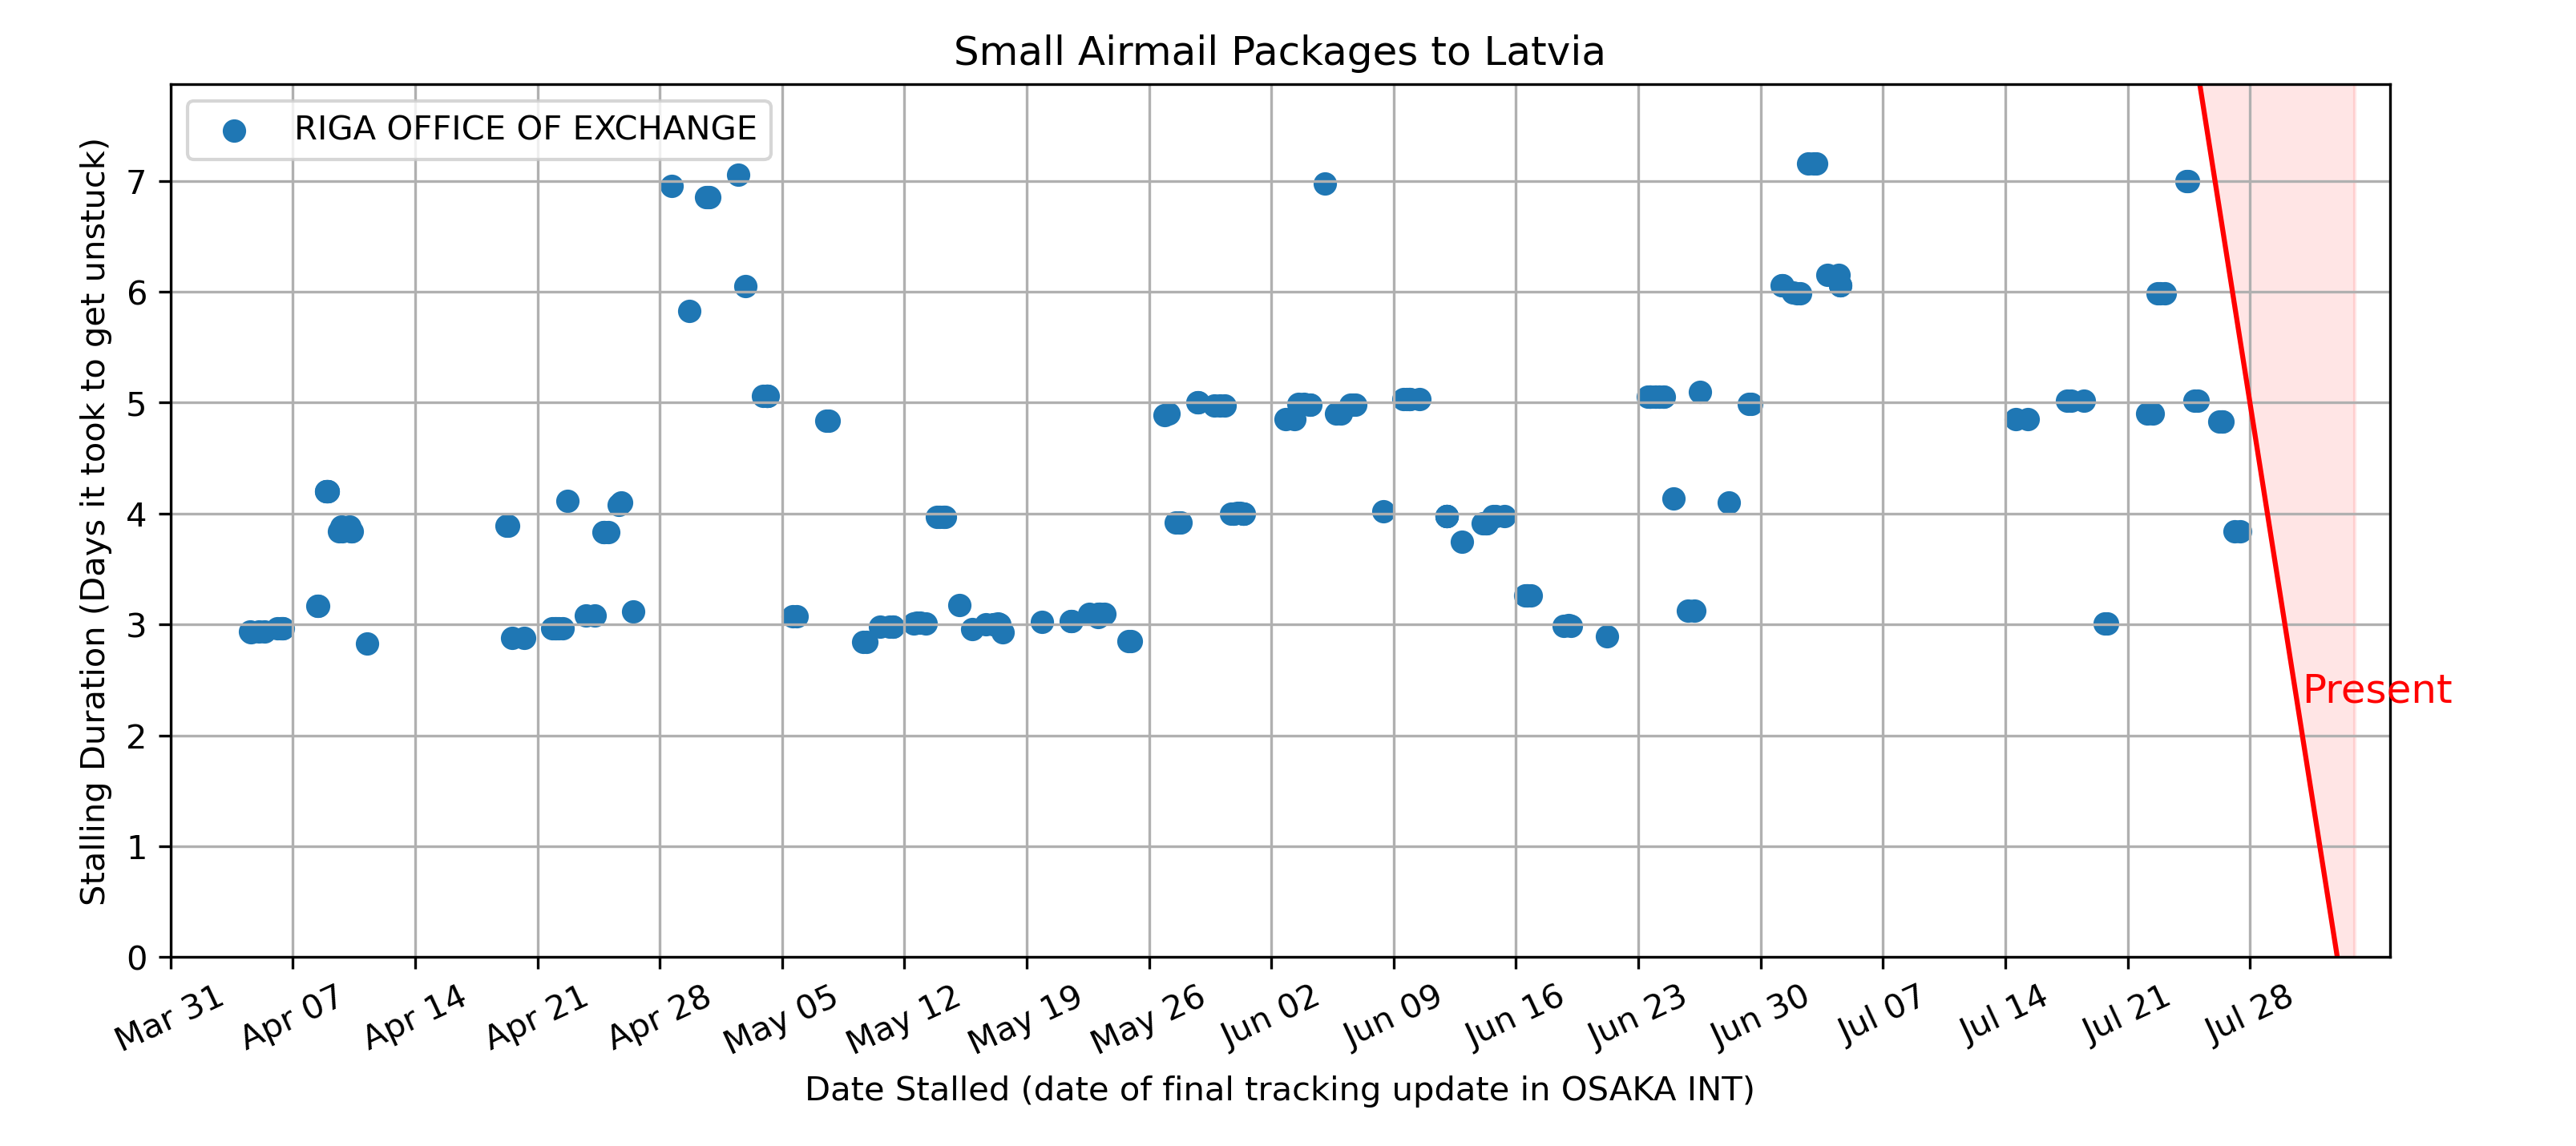 Small Airmail Packages to Latvia
RIGA OFFICE OF EXCHANGE
Stalling Duration (Days it took to get unstuck)
7
6
5
4
3
2
1
0
Present
Mar 31
Apr 07
Apr 14
Apr 21
Apr 28
May 05
May 12
May 19
May 26
Jun 02
Jun 09
Jun 16
Jun 23
Jun 30
Jul 07
Jul 14
Jul 21
Jul 28
Date Stalled (date of final tracking update in OSAKA INT)